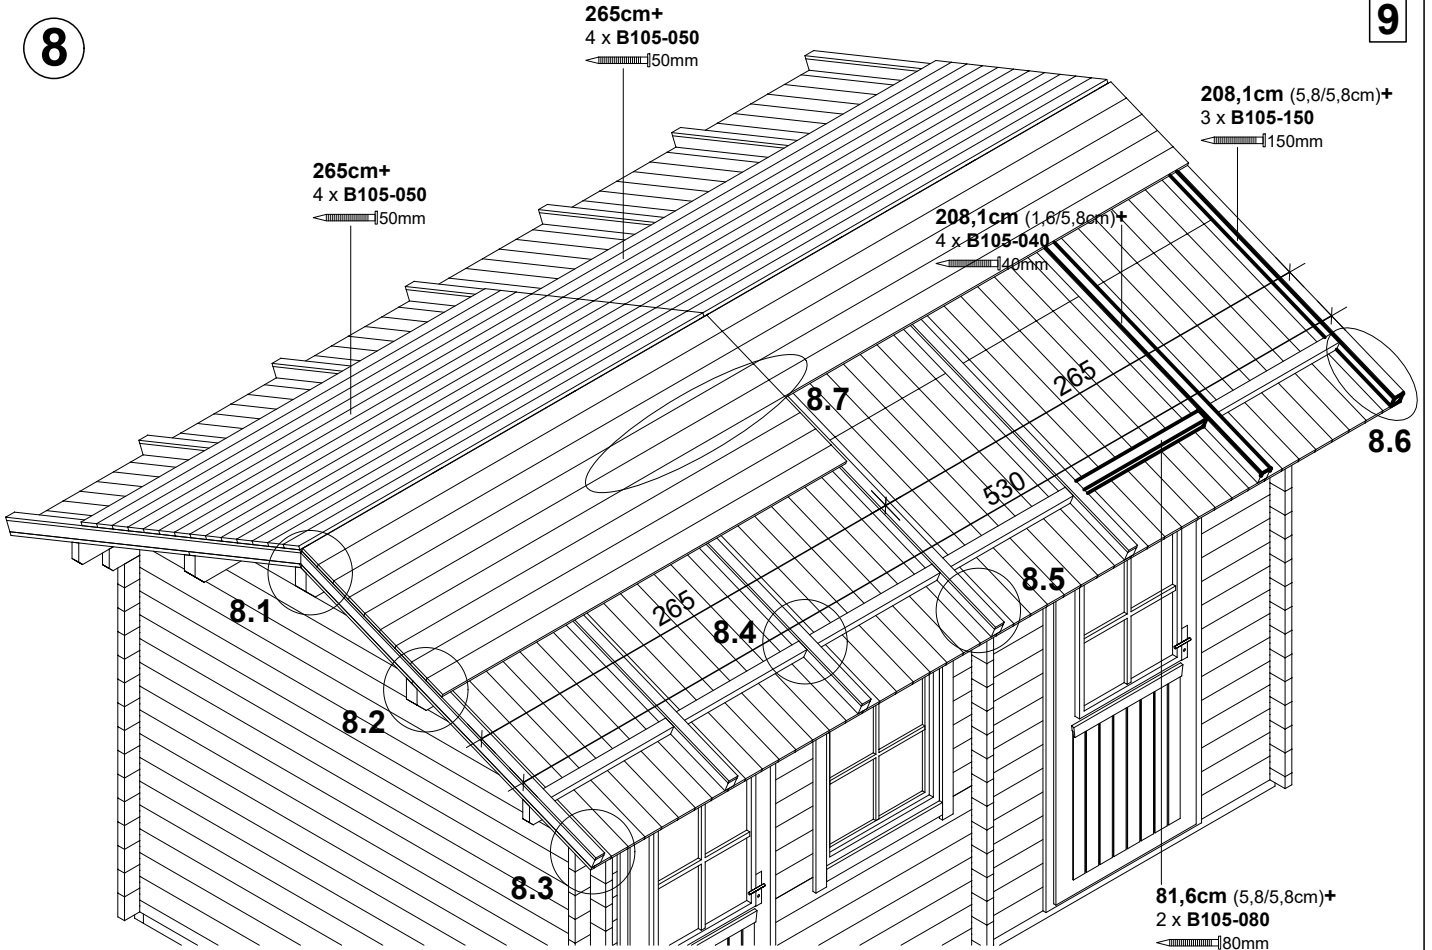 8
265cm+
4 x B105-050
50mm
9
208,1cm (5,8/5,8cm)+
3 x B105-150
150mm
265cm+
4 x B105-050
50mm
208,1cm (1,6/5,8cm)+
4 x B105-040
40mm
265
8.7
8.6
530
8.5
265
8.4
8.1
8.2
8.3
81,6cm (5,8/5,8cm)+
2 x B105-080
80mm